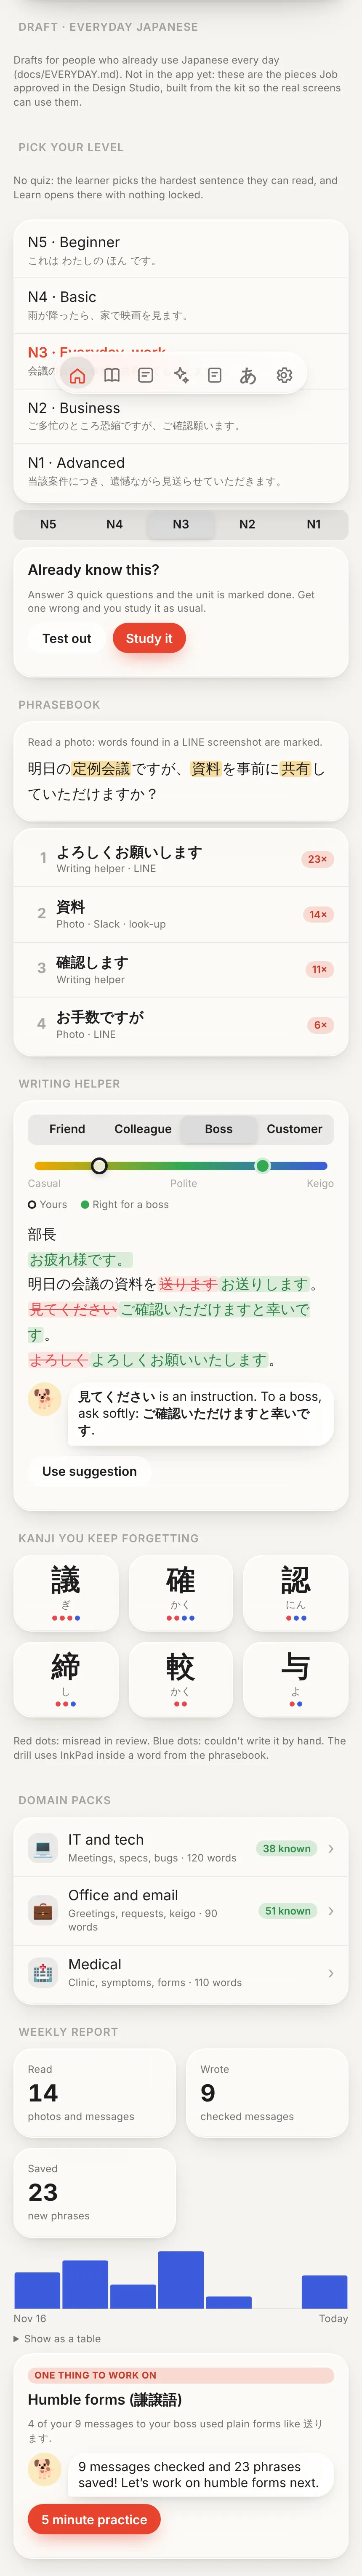 DRAFT · EVERYDAY JAPANESE
Drafts for people who already use Japanese every day
(docs/EVERYDAY.md). Not in the app yet: these are the pieces Job
approved in the Design Studio, built from the kit so the real screens
can use them.
PICK YOUR LEVEL
No quiz: the learner picks the hardest sentence they can read, and
Learn opens there with nothing locked.
N5 · Beginner
これは わたしの ほん です。
N4 · Basic
雨が降ったら、家で映画を見ます。
N3 · Everyday work
会議の
あ
N2 · Business
ご多忙のところ恐縮ですが、ご確認願います。
N1 · Advanced
当該案件につき、遺憾ながら見送らせていただきます。
N5 N4 N3 N2 N1
Already know this?
Answer 3 quick questions and the unit is marked done. Get
one wrong and you study it as usual.
Test out Study it
PHRASEBOOK
Read a photo: words found in a LINE screenshot are marked.
明日の定例会議ですが、資料を事前に共有し
ていただけますか？
1 よろしくお願いします 23×
Writing helper · LINE
2 資料 14×
Photo · Slack · look-up
3 確認します 11×
Writing helper
4 お手数ですが 6×
Photo · LINE
WRITING HELPER
Friend Colleague Boss Customer
Casual Polite Keigo
Yours Right for a boss
部長
お疲れ様です。
明日の会議の資料を送りますお送りします。
見てくださいご確認いただけますと幸いで
す。
よろしくよろしくお願いいたします。
見てください is an instruction. To a boss,
ask softly: ご確認いただけますと幸いで
す.
Use suggestion
KANJI YOU KEEP FORGETTING
議 確 認
ぎ かく にん
締 較 与
し かく よ
Red dots: misread in review. Blue dots: couldn't write it by hand. The
drill uses InkPad inside a word from the phrasebook.
DOMAIN PACKS
IT and tech
Meetings, specs, bugs · 120 words
38 known
Office and email
Greetings, requests, keigo · 90
words
51 known
Medical
Clinic, symptoms, forms · 110 words
WEEKLY REPORT
Read Wrote
14 9
photos and messages checked messages
Saved
23
new phrases
Nov 16 Today
Show as a table
ONE THING TO WORK ON
Humble forms (謙譲語)
4 of your 9 messages to your boss used plain forms like 送り
ます.
9 messages checked and 23 phrases
saved! Let's work on humble forms next.
5 minute practice